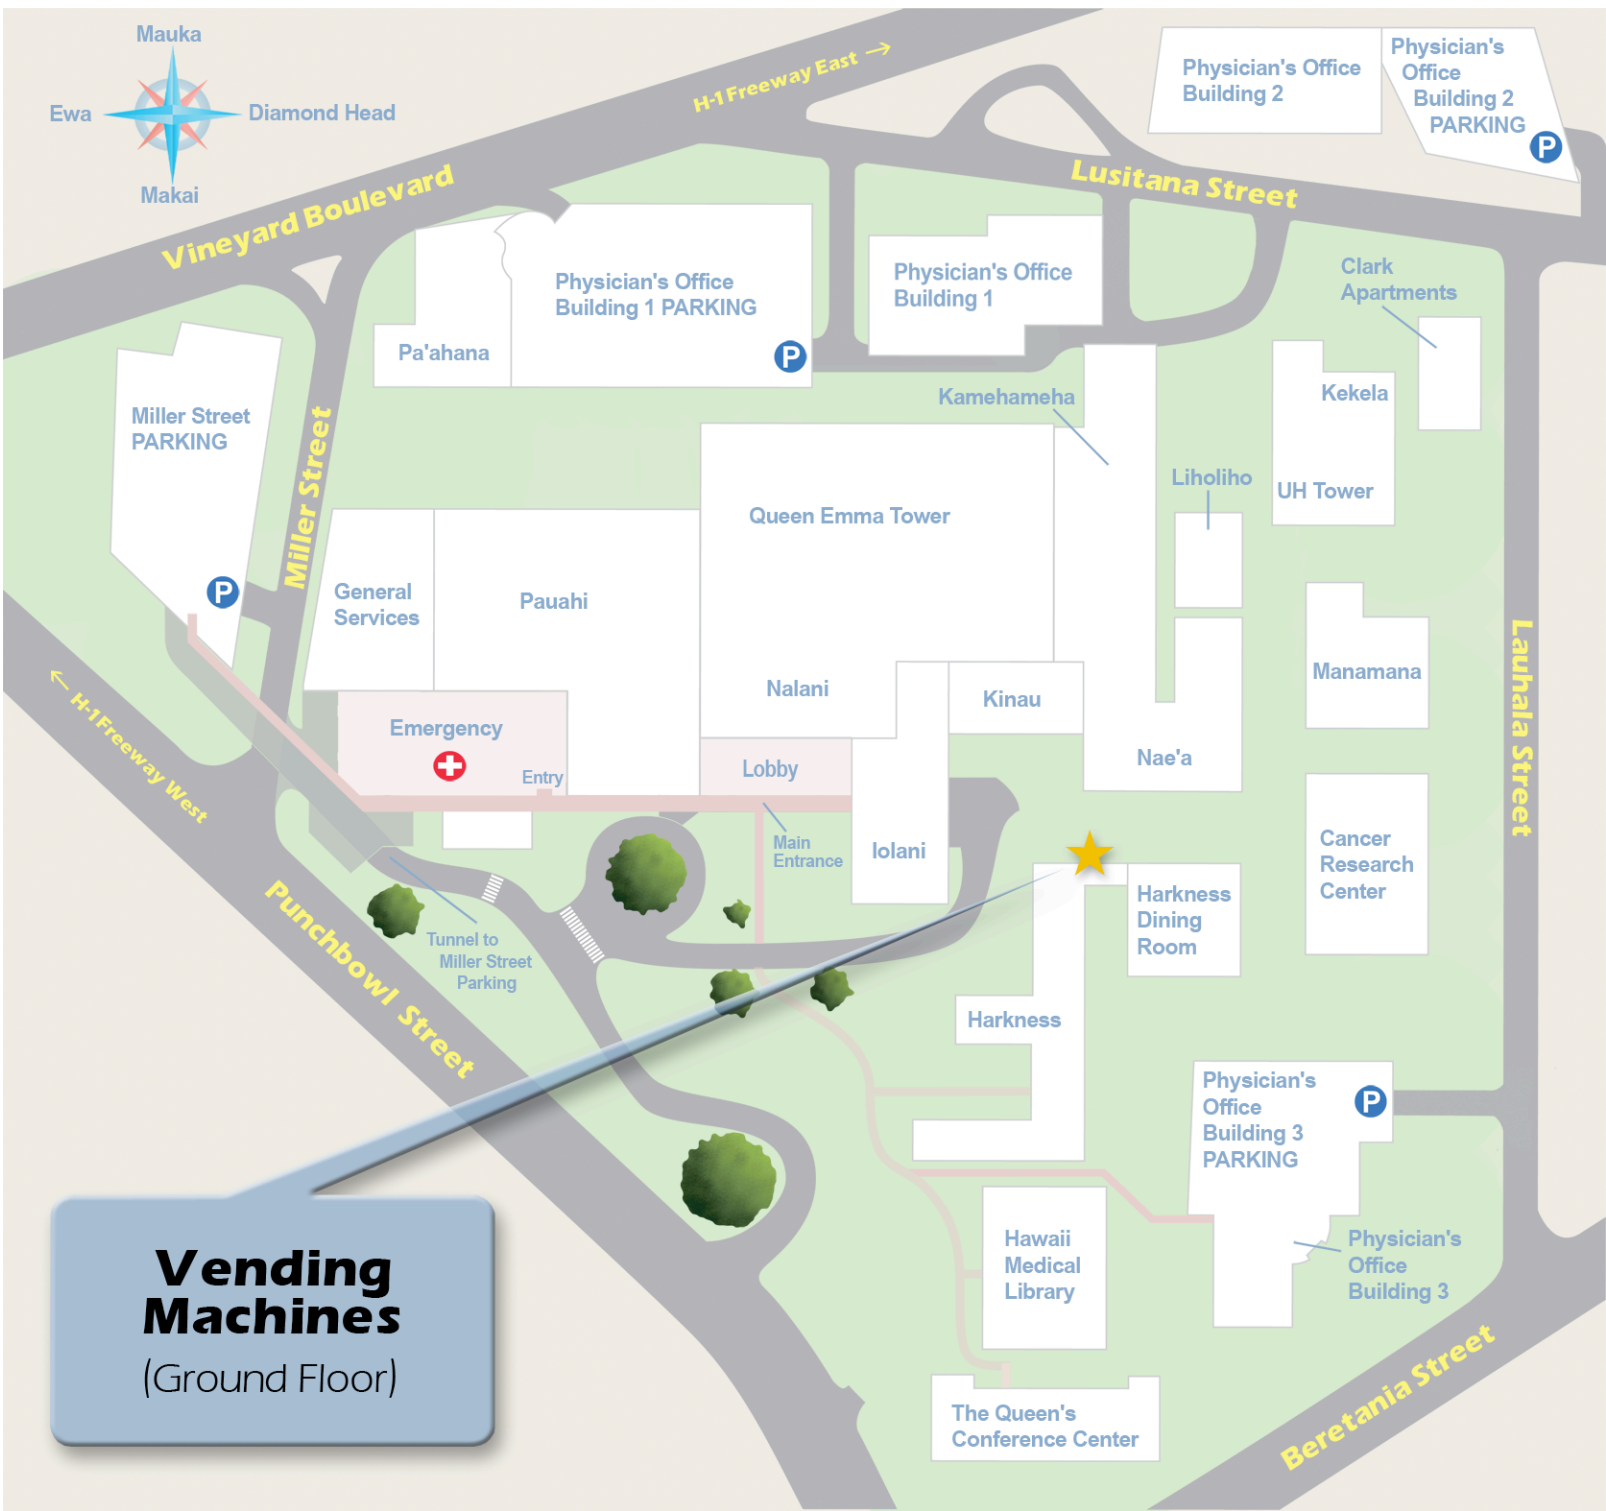 Mauka
Ewa
Diamond Head
Makai
H-1 Freeway East →
Vineyard Boulevard
Lusitana Street
Physician's Office
Building 2
Physician's
Office
Building 2
PARKING
P
Physician's Office
Building 1 PARKING
P
Pa'ahana
Physician's Office
Building 1
Clark
Apartments
Kamehameha
Kekela
UH Tower
Liholiho
Miller Street
PARKING
P
Miller Street
General
Services
Pauahi
Queen Emma Tower
Nalani
Kinau
Nae'a
Manamana
Lauhala Street
← H-1 Freeway West
Emergency
Entry
Lobby
Main
Entrance
Iolani
Cancer
Research
Center
Harkness
Dining
Room
Harkness
Tunnel to
Miller Street
Parking
Punchbowl Street
Physician's
Office
Building 3
PARKING
P
Physician's
Office
Building 3
Hawaii
Medical
Library
The Queen's
Conference Center
Beretania Street
Vending
Machines
(Ground Floor)